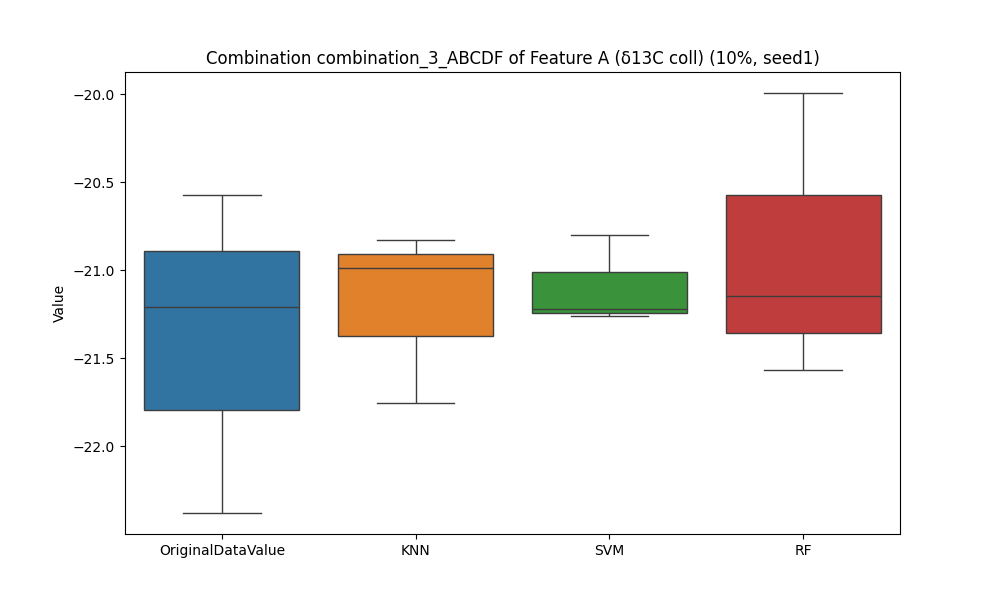 Combination combination_3_ABCDF of Feature A (δ13C coll) (10%, seed1)
−20.0
−20.5
−21.0
−21.5
−22.0
Value
OriginalDataValue
KNN
SVM
RF